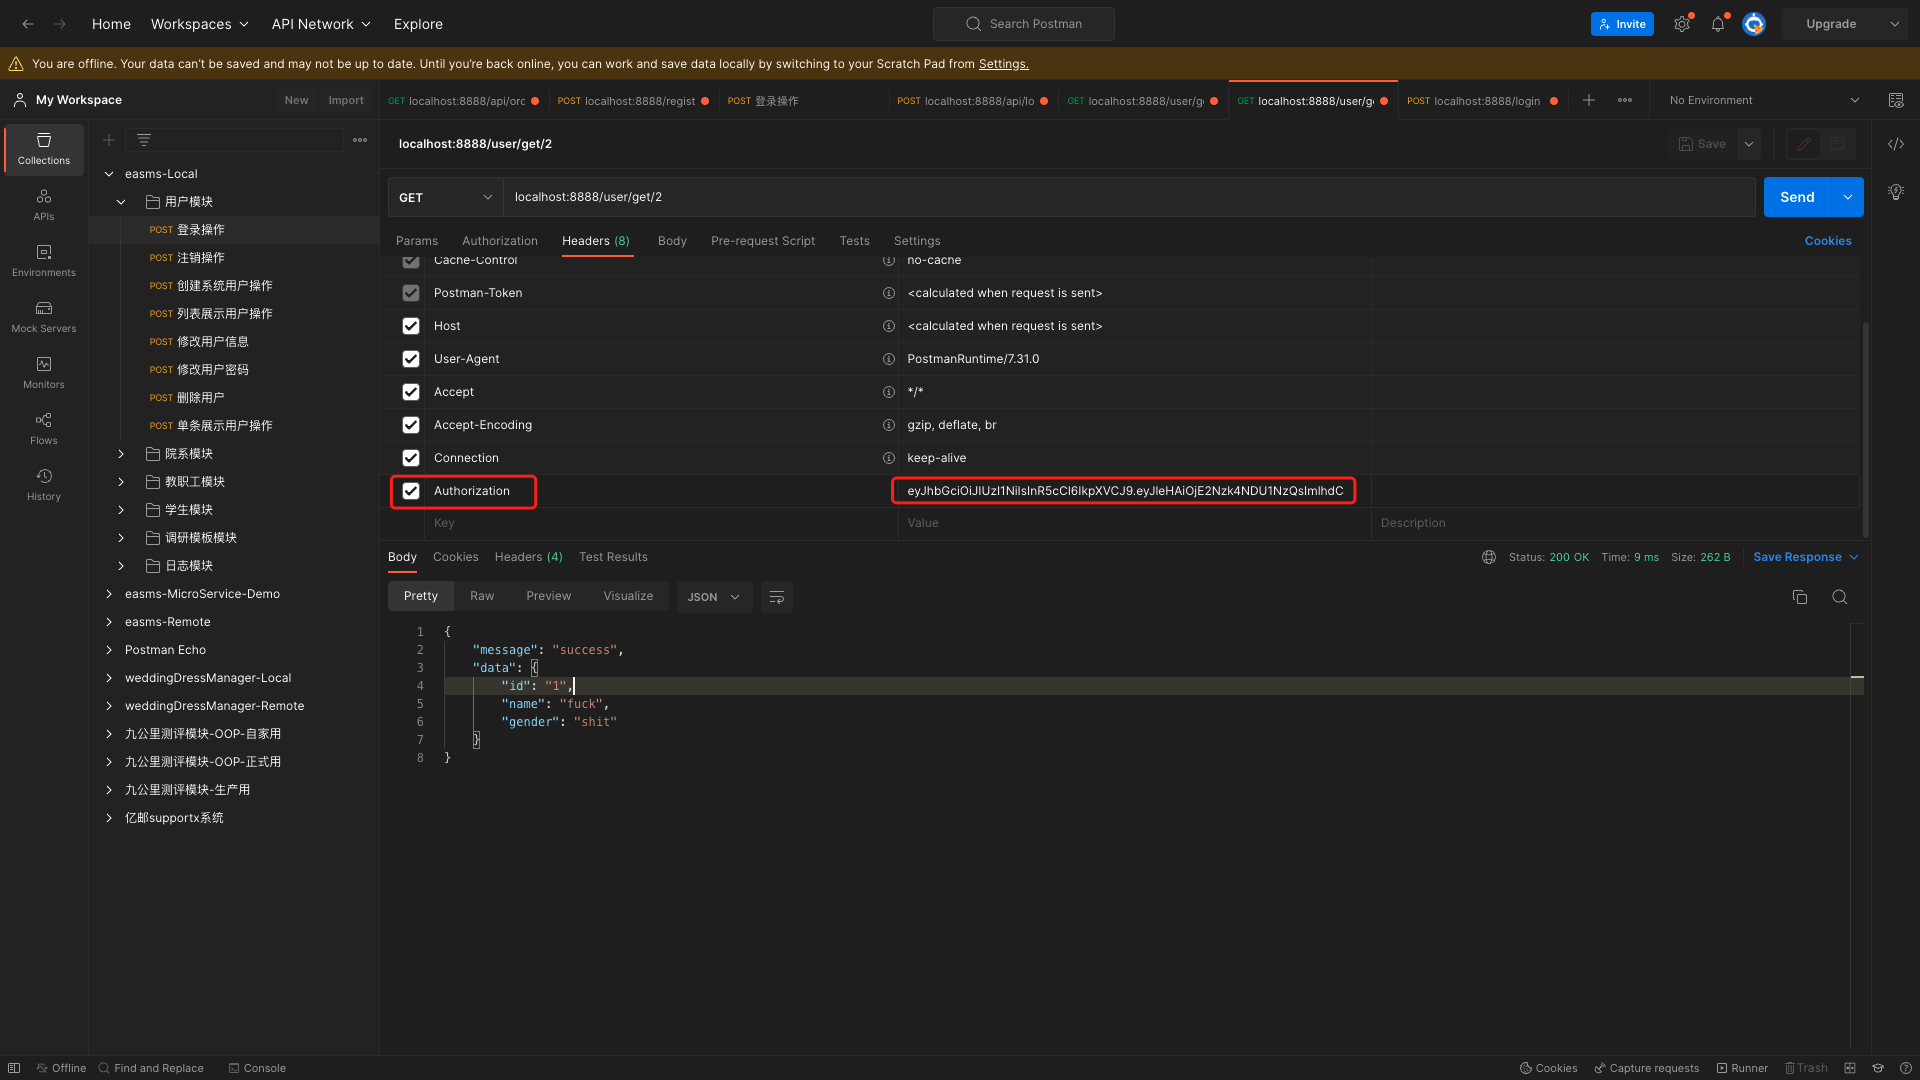 Home Workspaces API Network Explore Search Postman Invite Upgrade
You are offline. Your data can't be saved and may not be up to date. Until you're back online, you can work and save data locally by switching to your Scratch Pad from Settings.
My Workspace New Import
GET localhost:8888/api/orc POST localhost:8888/regist POST 登录操作 POST localhost:8888/api/lo GET localhost:8888/user/g GET localhost:8888/user/g POST localhost:8888/login No Environment
Collections
APIs
Environments
Mock Servers
Monitors
Flows
History
easms-Local
用户模块
POST 登录操作
POST 注销操作
POST 创建系统用户操作
POST 列表展示用户操作
POST 修改用户信息
POST 修改用户密码
POST 删除用户
POST 单条展示用户操作
院系模块
教职工模块
学生模块
调研模板模块
日志模块
easms-MicroService-Demo
easms-Remote
Postman Echo
weddingDressManager-Local
weddingDressManager-Remote
九公里测评模块-OOP-自家用
九公里测评模块-OOP-正式用
九公里测评模块-生产用
亿邮supportx系统
localhost:8888/user/get/2 Save
GET localhost:8888/user/get/2 Send
Params Authorization Headers (8) Body Pre-request Script Tests Settings Cookies
Cache-Control no-cache
Postman-Token <calculated when request is sent>
Host <calculated when request is sent>
User-Agent PostmanRuntime/7.31.0
Accept */*
Accept-Encoding gzip, deflate, br
Connection keep-alive
Authorization eyJhbGciOiJIUzI1NiIsInR5cCI6IkpXVCJ9.eyJleHAiOjE2Nzk4NDU1NzQsImlhdC
Key Value Description
Body Cookies Headers (4) Test Results Status: 200 OK Time: 9 ms Size: 262 B Save Response
Pretty Raw Preview Visualize JSON
1 {
2 "message": "success",
3 "data": {
4 "id": "1",
5 "name": "fuck",
6 "gender": "shit"
7 }
8 }
Offline Find and Replace Console Cookies Capture requests Runner Trash